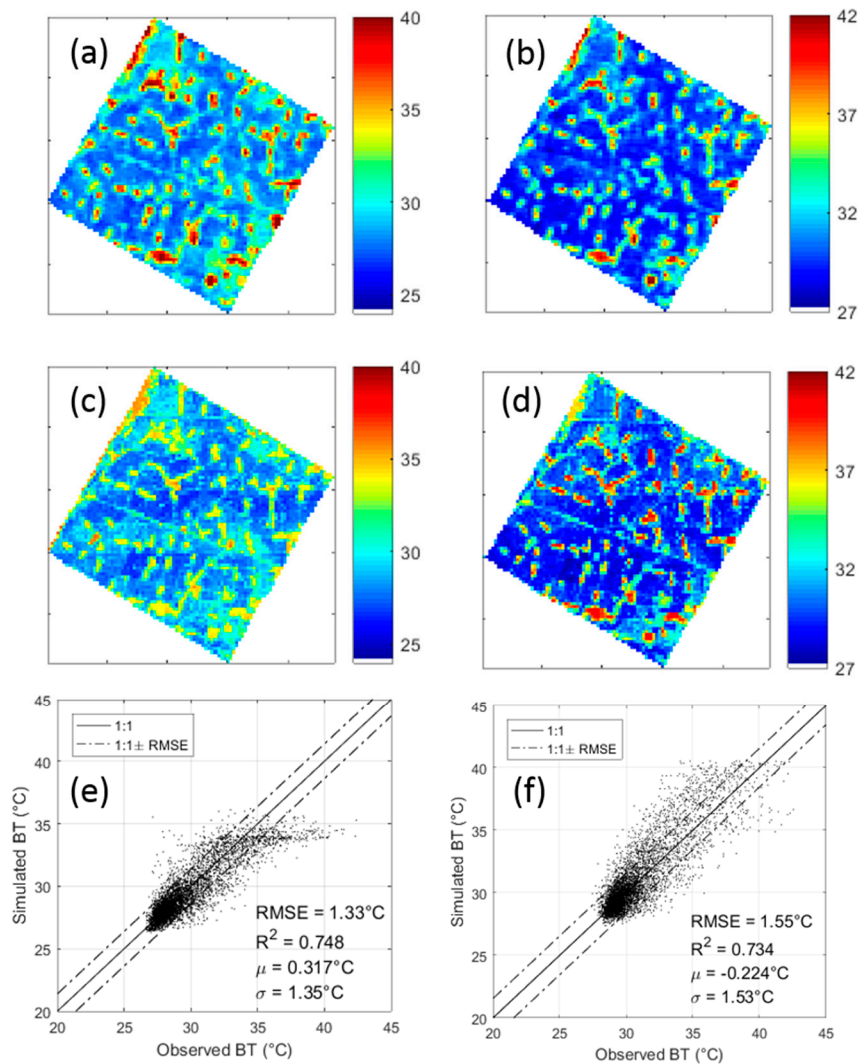 (a)
40
35
30
25
(b)
42
37
32
27
(c)
40
35
30
25
(d)
42
37
32
27
(e)
45
40
35
30
25
20
20 25 30 35 40 45
Simulated BT (°C)
Observed BT (°C)
1:1
1:1± RMSE
RMSE = 1.33°C
R² = 0.748
μ = 0.317°C
σ = 1.35°C
(f)
45
40
35
30
25
20
20 25 30 35 40 45
Simulated BT (°C)
Observed BT (°C)
1:1
1:1± RMSE
RMSE = 1.55°C
R² = 0.734
μ = -0.224°C
σ = 1.53°C